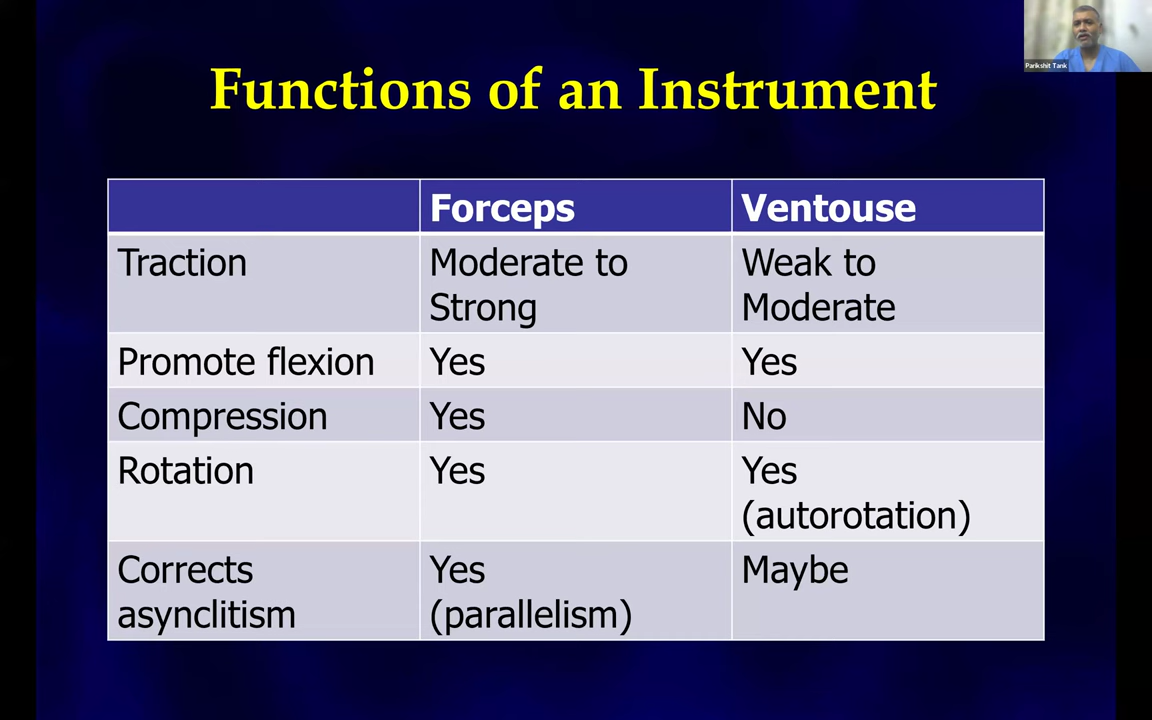 Parikshit Tank
Functions of an Instrument
Forceps
Ventouse
Traction
Moderate to
Strong
Weak to
Moderate
Promote flexion
Yes
Yes
Compression
Yes
No
Rotation
Yes
Yes
(autorotation)
Corrects
asynclitism
Yes
(parallelism)
Maybe